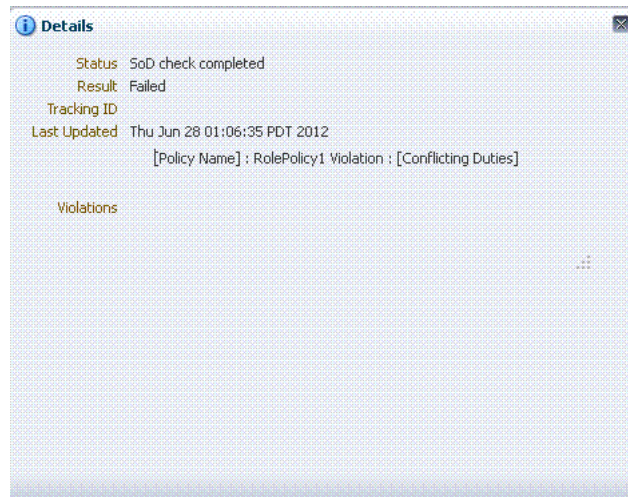 Details
Status SoD check completed
Result Failed
Tracking ID
Last Updated Thu Jun 28 01:06:35 PDT 2012
[Policy Name] : RolePolicy1 Violation : [Conflicting Duties]
Violations